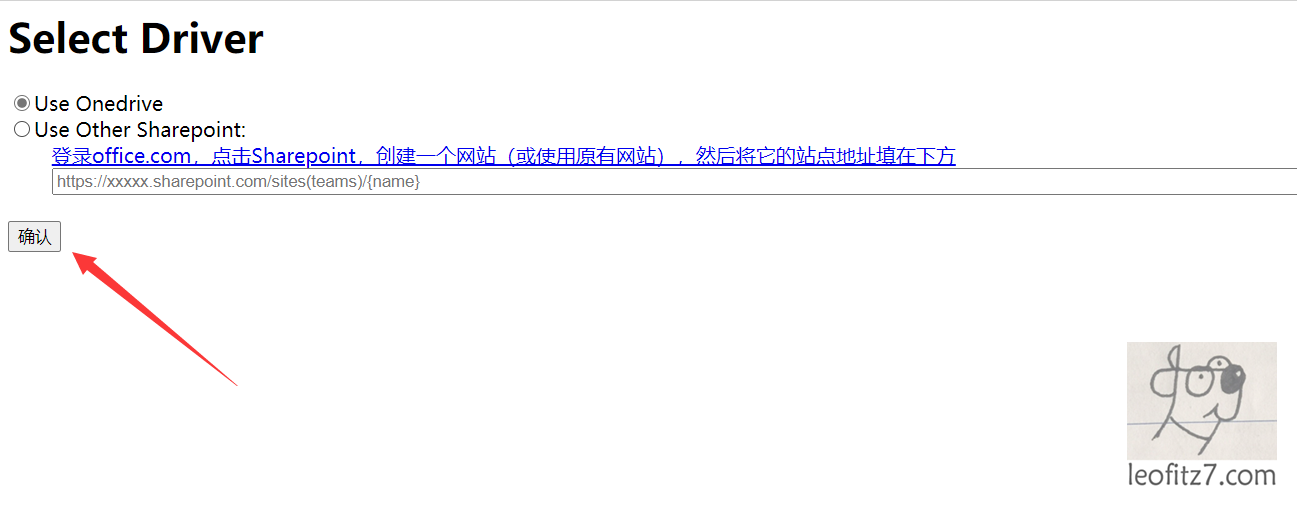 Select Driver
Use Onedrive
Use Other Sharepoint:
登录office.com，点击Sharepoint，创建一个网站（或使用原有网站），然后将它的站点地址填在下方
https://xxxxx.sharepoint.com/sites(teams)/{name}
确认
leofitz7.com